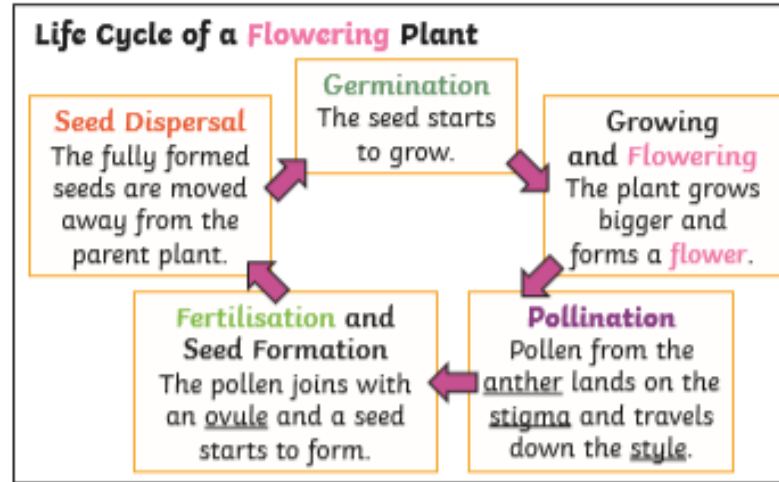 Life Cycle of a Flowering Plant
Germination
The seed starts
to grow.
Growing
and Flowering
The plant grows
bigger and
forms a flower.
Pollination
Pollen from the
anther lands on the
stigma and travels
down the style.
Fertilisation and
Seed Formation
The pollen joins with
an ovule and a seed
starts to form.
Seed Dispersal
The fully formed
seeds are moved
away from the
parent plant.